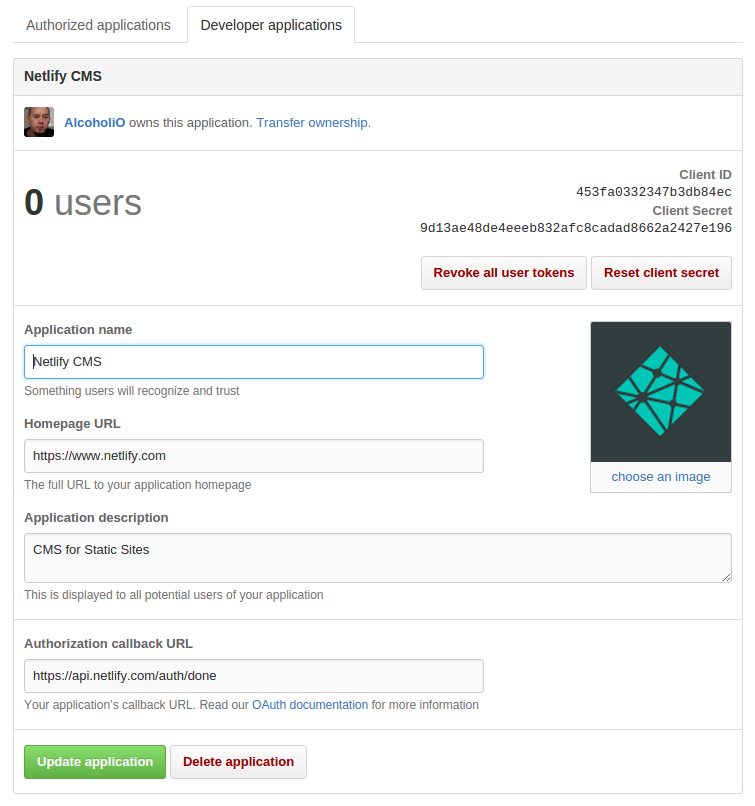 Authorized applications
Developer applications
Netlify CMS
AlcoholiO owns this application. Transfer ownership.
0 users
Client ID
453fa0332347b3db84ec
Client Secret
9d13ae48de4eeeb832afc8cadad8662a2427e196
Revoke all user tokens
Reset client secret
Application name
Netlify CMS
Something users will recognize and trust
choose an image
Homepage URL
https://www.netlify.com
The full URL to your application homepage
Application description
CMS for Static Sites
This is displayed to all potential users of your application
Authorization callback URL
https://api.netlify.com/auth/done
Your application's callback URL. Read our OAuth documentation for more information
Update application
Delete application